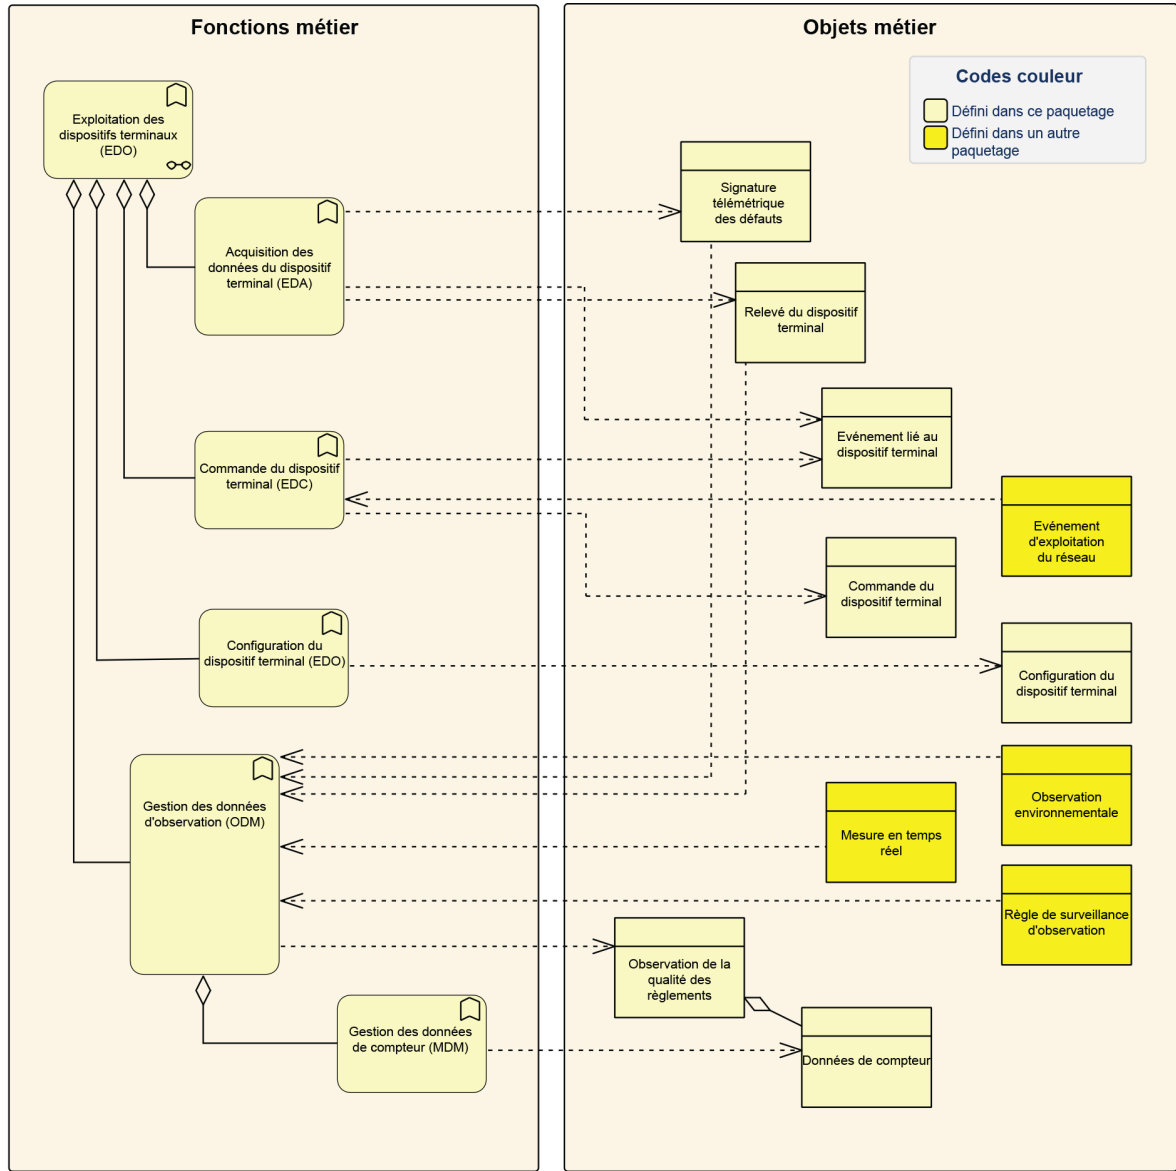 Fonctions métier
Exploitation des
dispositifs terminaux
(EDO)
Acquisition des
données du dispositif
terminal (EDA)
Commande du dispositif
terminal (EDC)
Configuration du
dispositif terminal (EDO)
Gestion des données
d'observation (ODM)
Gestion des données
de compteur (MDM)
Objets métier
Codes couleur
Défini dans ce paquetage
Défini dans un autre
paquetage
Signature
télémétrique
des défauts
Relevé du dispositif
terminal
Evénement lié au
dispositif terminal
Evénement
d'exploitation
du réseau
Commande du
dispositif terminal
Configuration du
dispositif terminal
Observation
environnementale
Mesure en temps
réel
Règle de surveillance
d'observation
Observation de la
qualité des
règlements
Données de compteur